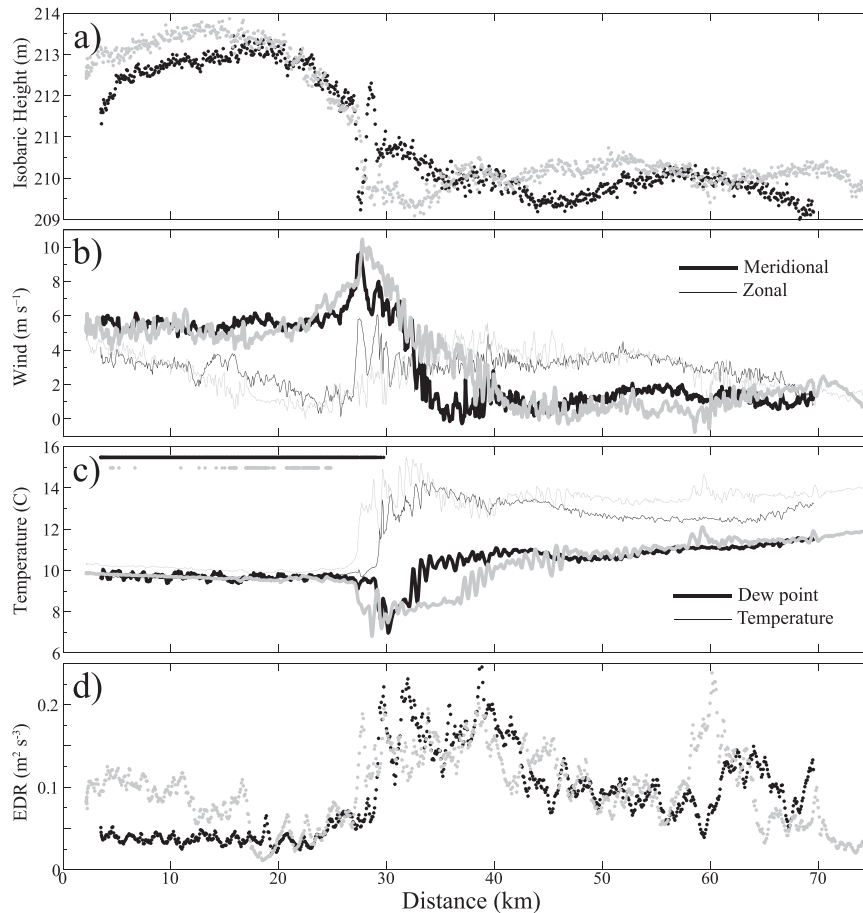 a)
Isobaric Height (m)
214
213
212
211
210
209
b)
Wind (m s⁻¹)
10
8
6
4
2
0
Meridional
Zonal
c)
Temperature (C)
16
14
12
10
8
6
Dew point
Temperature
d)
EDR (m² s⁻³)
0.2
0.1
0
0 10 20 30 40 50 60 70
Distance (km)